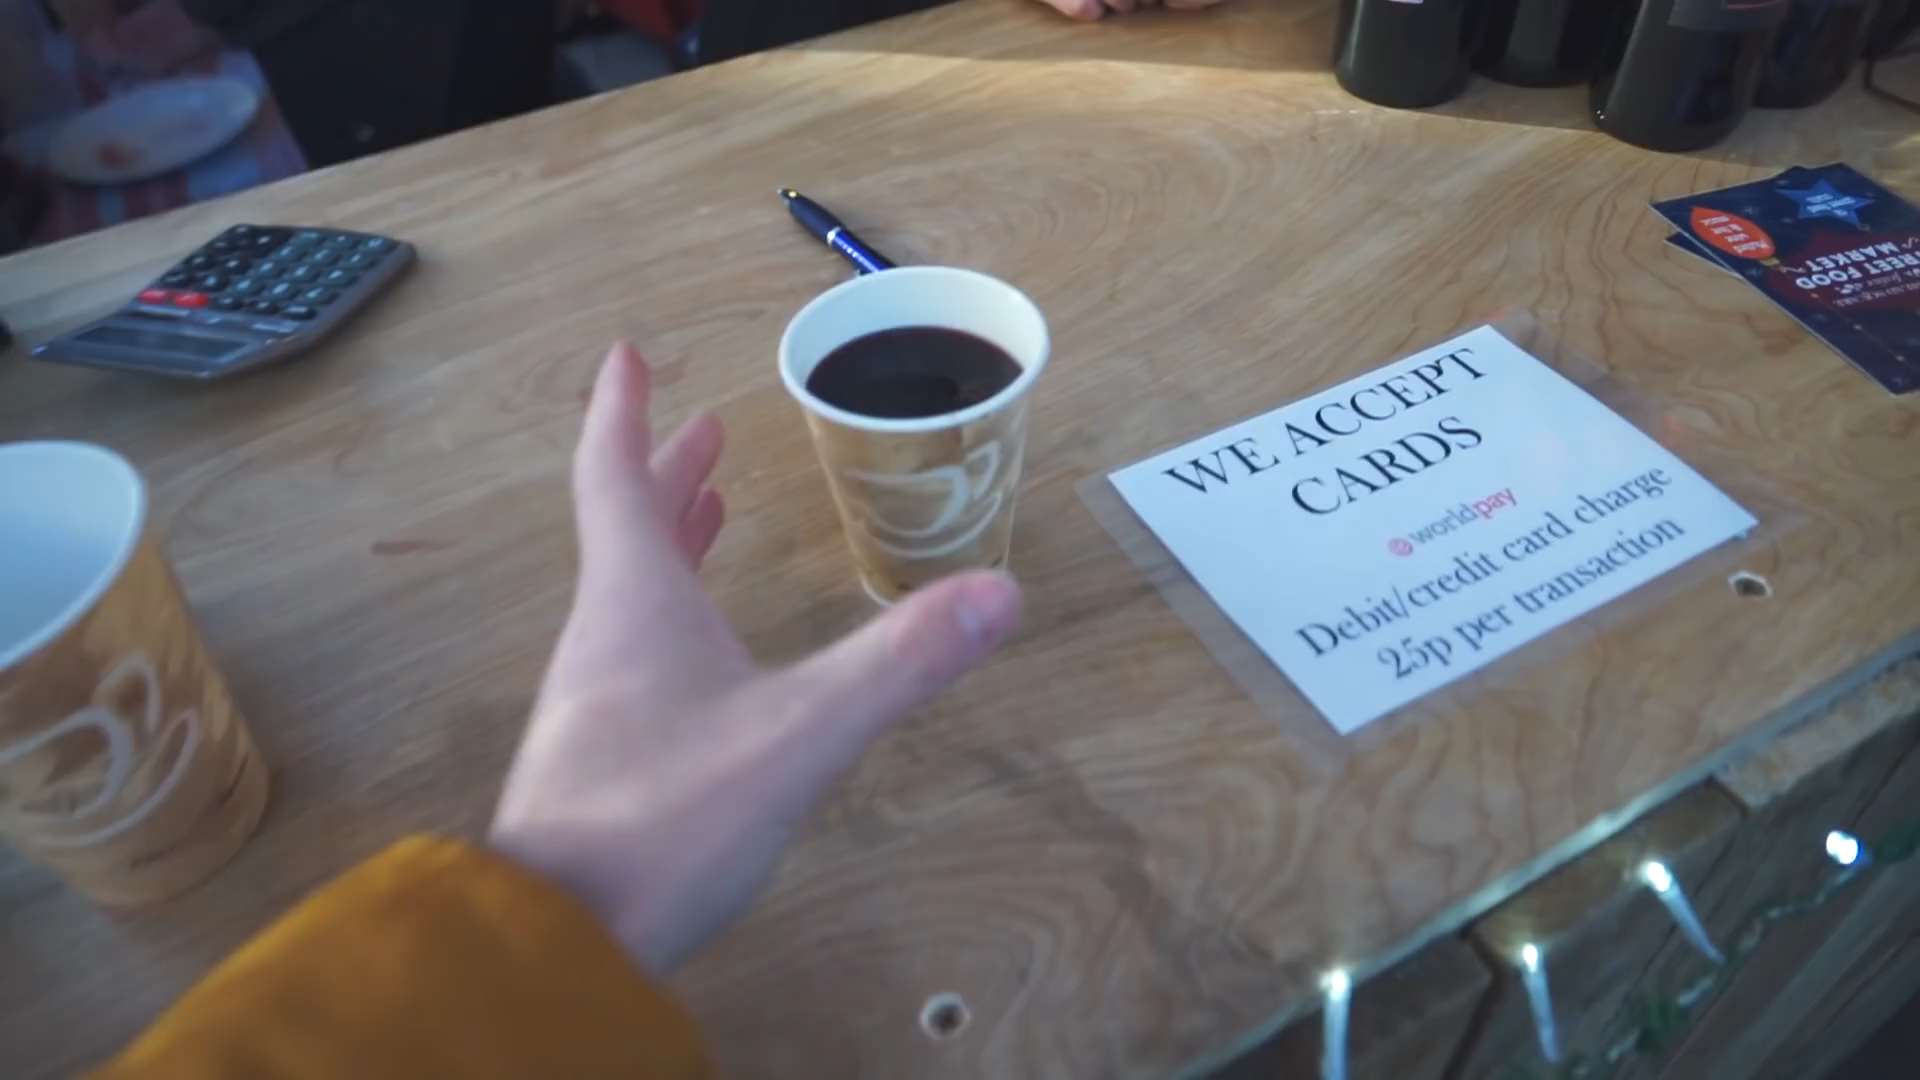 WE ACCEPT
CARDS
worldpay
Debit/credit card charge
25p per transaction
STREET FOOD
MARKET